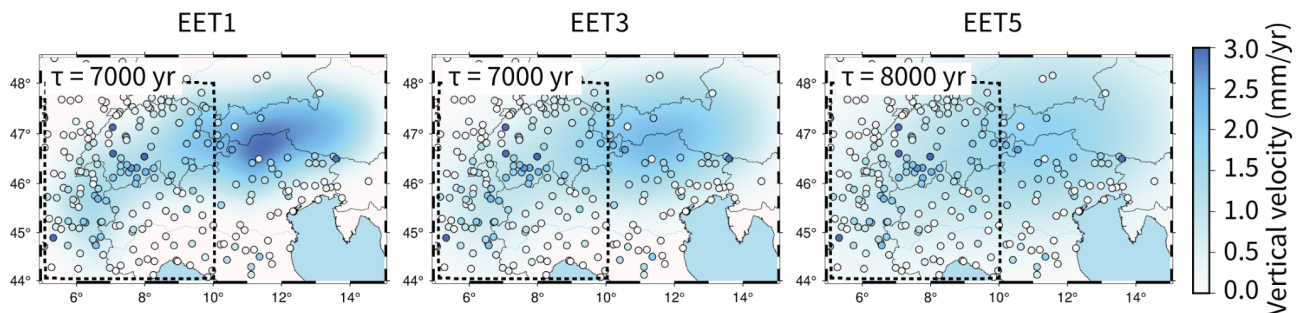 EET1 EET3 EET5
τ = 7000 yr τ = 7000 yr τ = 8000 yr
48° 48° 48°
47° 47° 47°
46° 46° 46°
45° 45° 45°
44° 44° 44°
6° 8° 10° 12° 14° 6° 8° 10° 12° 14° 6° 8° 10° 12° 14°
3.0
2.5
2.0
1.5
1.0
0.5
0.0
Vertical velocity (mm/yr)